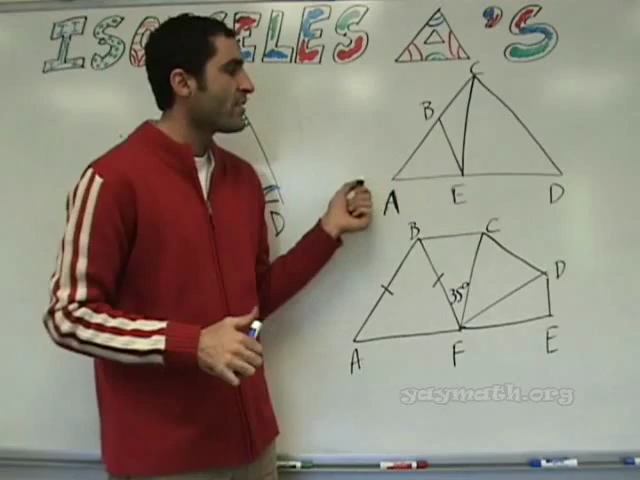 ISOSCELES Δ'S
C
B
A E D
D
B C
35°
D
A F E
yaymath.org